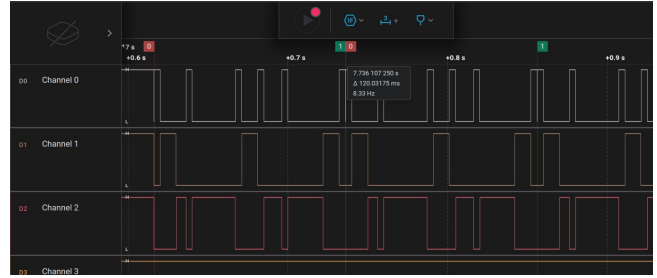 3 +
+7 s 0 1 0 1
+0.6 s +0.7 s +0.8 s +0.9 s
7.736 107 250 s
Δ 120.03175 ms
8.33 Hz
D0 Channel 0
H
L
D1 Channel 1
H
L
D2 Channel 2
H
L
D3 Channel 3
H